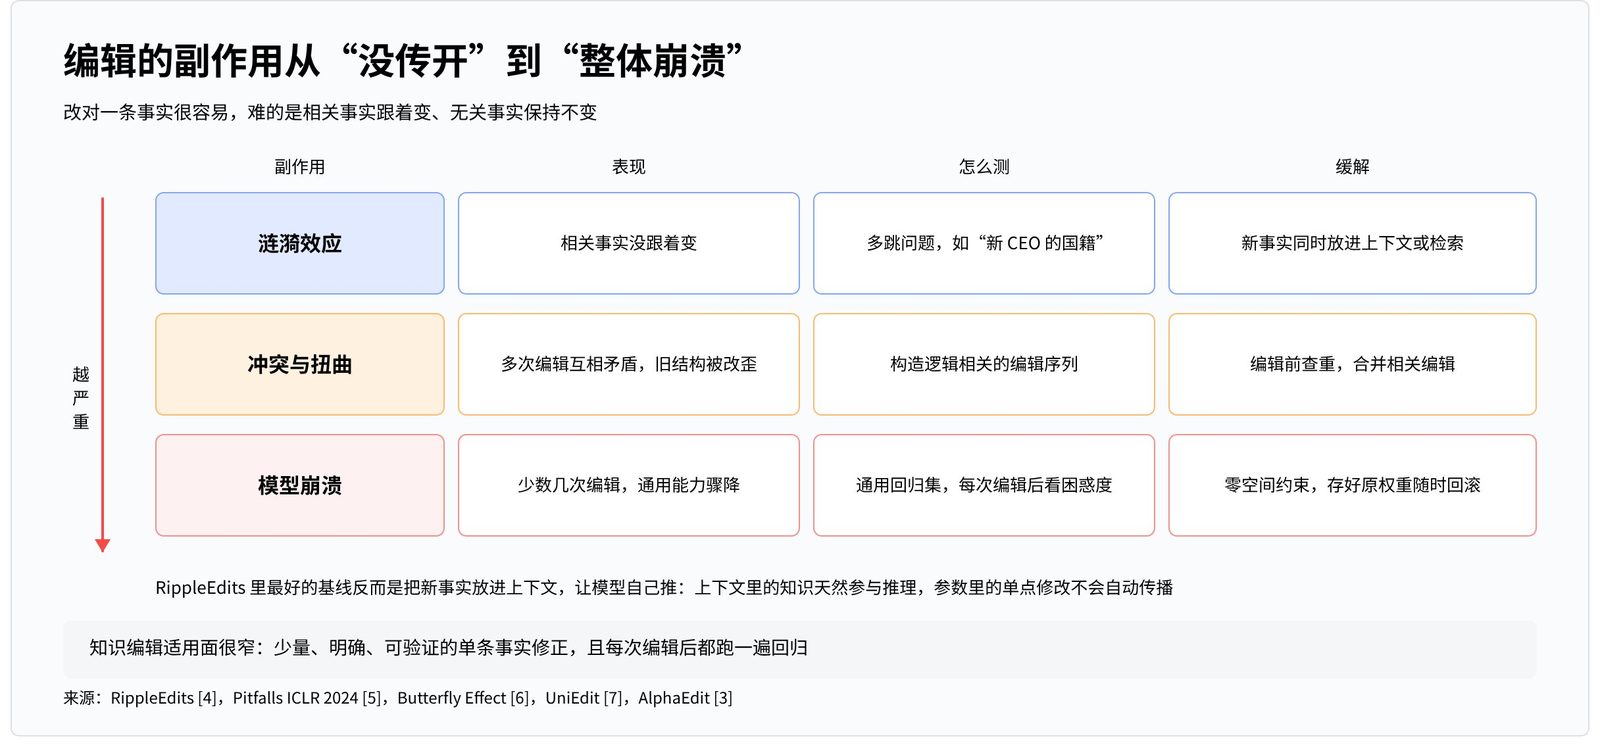 编辑的副作用从“没传开”到“整体崩溃”
改对一条事实很容易，难的是相关事实跟着变、无关事实保持不变
副作用 表现 怎么测 缓解
涟漪效应 相关事实没跟着变 多跳问题，如“新 CEO 的国籍” 新事实同时放进上下文或检索
冲突与扭曲 多次编辑互相矛盾，旧结构被改歪 构造逻辑相关的编辑序列 编辑前查重，合并相关编辑
越严重
模型崩溃 少数几次编辑，通用能力骤降 通用回归集，每次编辑后看困惑度 零空间约束，存好原权重随时回滚
RippleEdits 里最好的基线反而是把新事实放进上下文，让模型自己推：上下文里的知识天然参与推理，参数里的单点修改不会自动传播
知识编辑适用面很窄：少量、明确、可验证的单条事实修正，且每次编辑后都跑一遍回归
来源：RippleEdits [4]，Pitfalls ICLR 2024 [5]，Butterfly Effect [6]，UniEdit [7]，AlphaEdit [3]